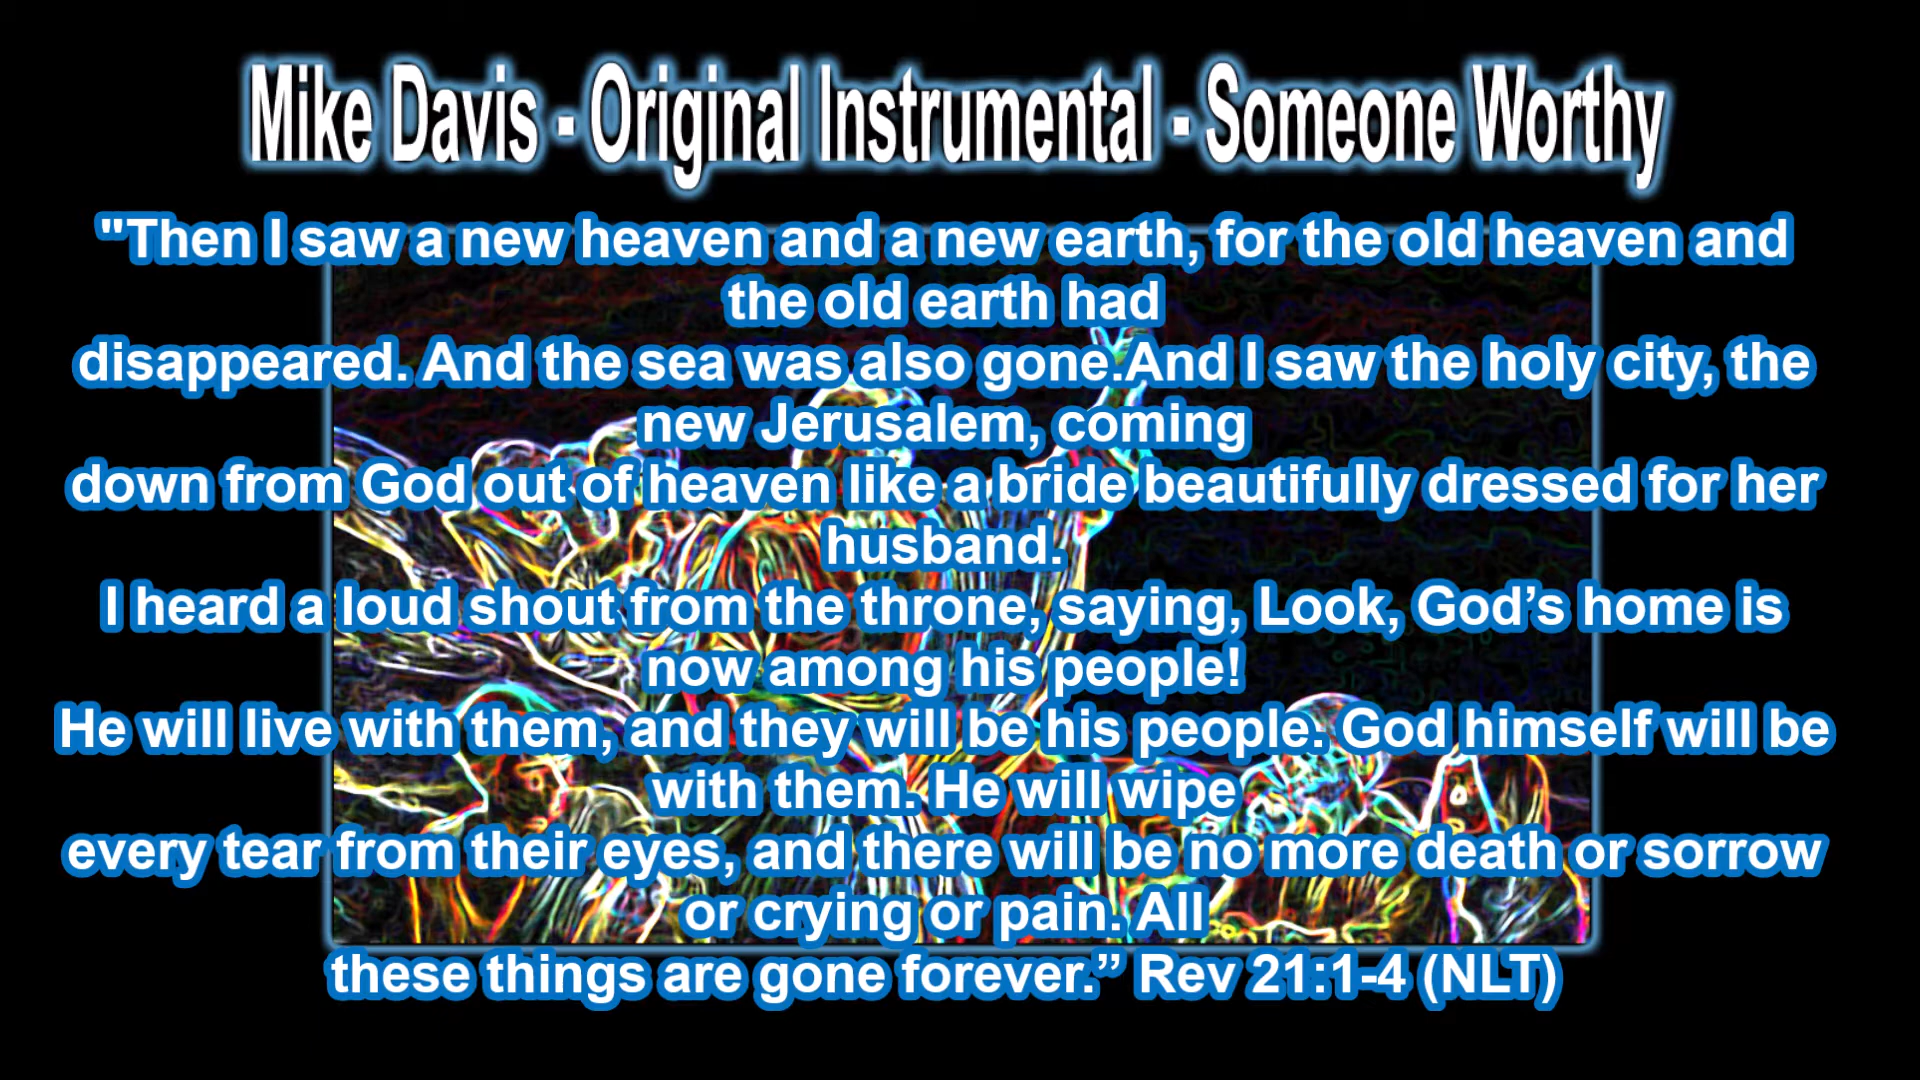 Mike Davis - Original Instrumental - Someone Worthy
"Then I saw a new heaven and a new earth, for the old heaven and
the old earth had
disappeared. And the sea was also gone.And I saw the holy city, the
new Jerusalem, coming
down from God out of heaven like a bride beautifully dressed for her
husband.
I heard a loud shout from the throne, saying, Look, God’s home is
now among his people!
He will live with them, and they will be his people. God himself will be
with them. He will wipe
every tear from their eyes, and there will be no more death or sorrow
or crying or pain. All
these things are gone forever.” Rev 21:1-4 (NLT)